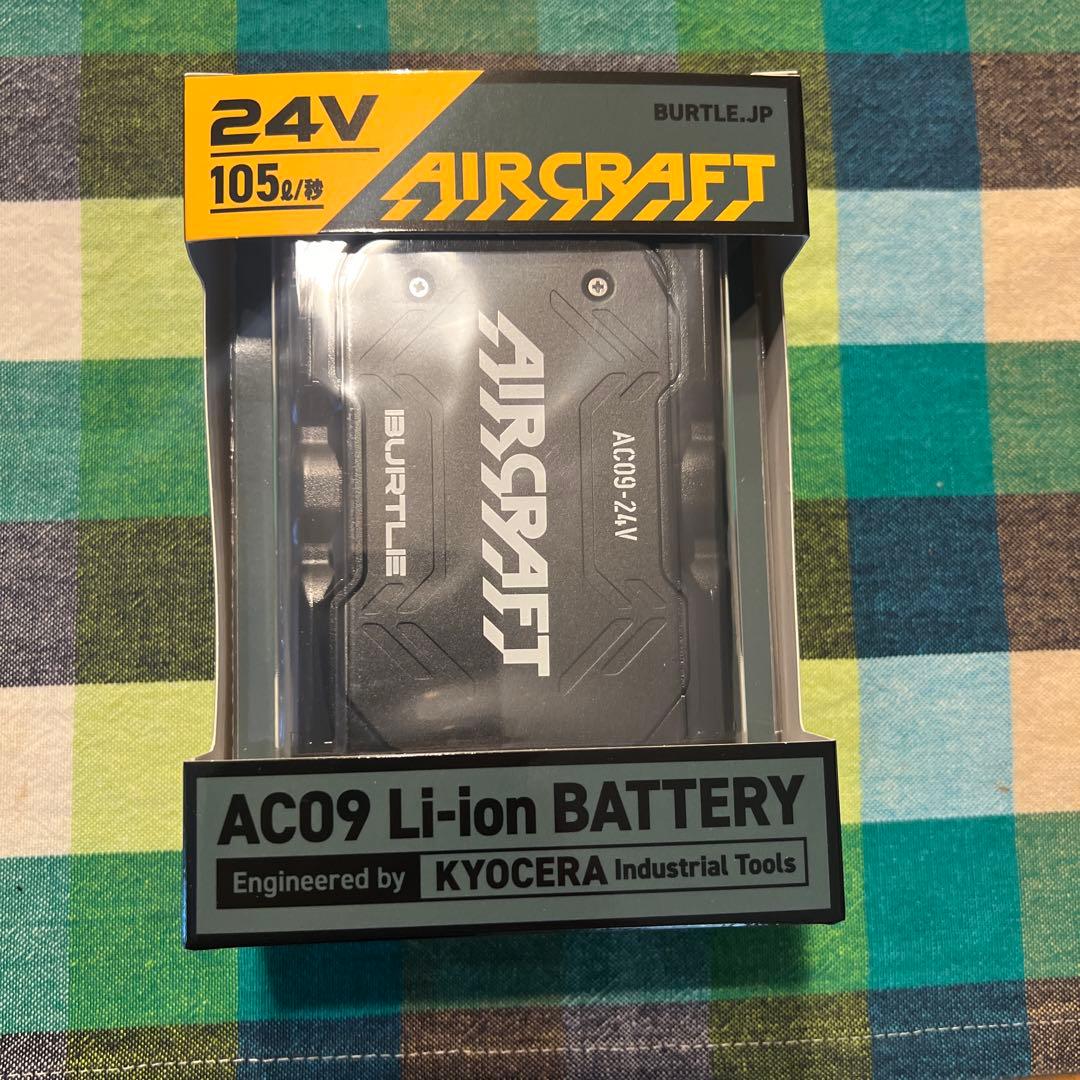 24V
105ℓ/秒
BURTLE.JP
AIRCRAFT
AIRCRAFT
BURTLE
AC09-24V
AC09 Li-ion BATTERY
Engineered by KYOCERA Industrial Tools